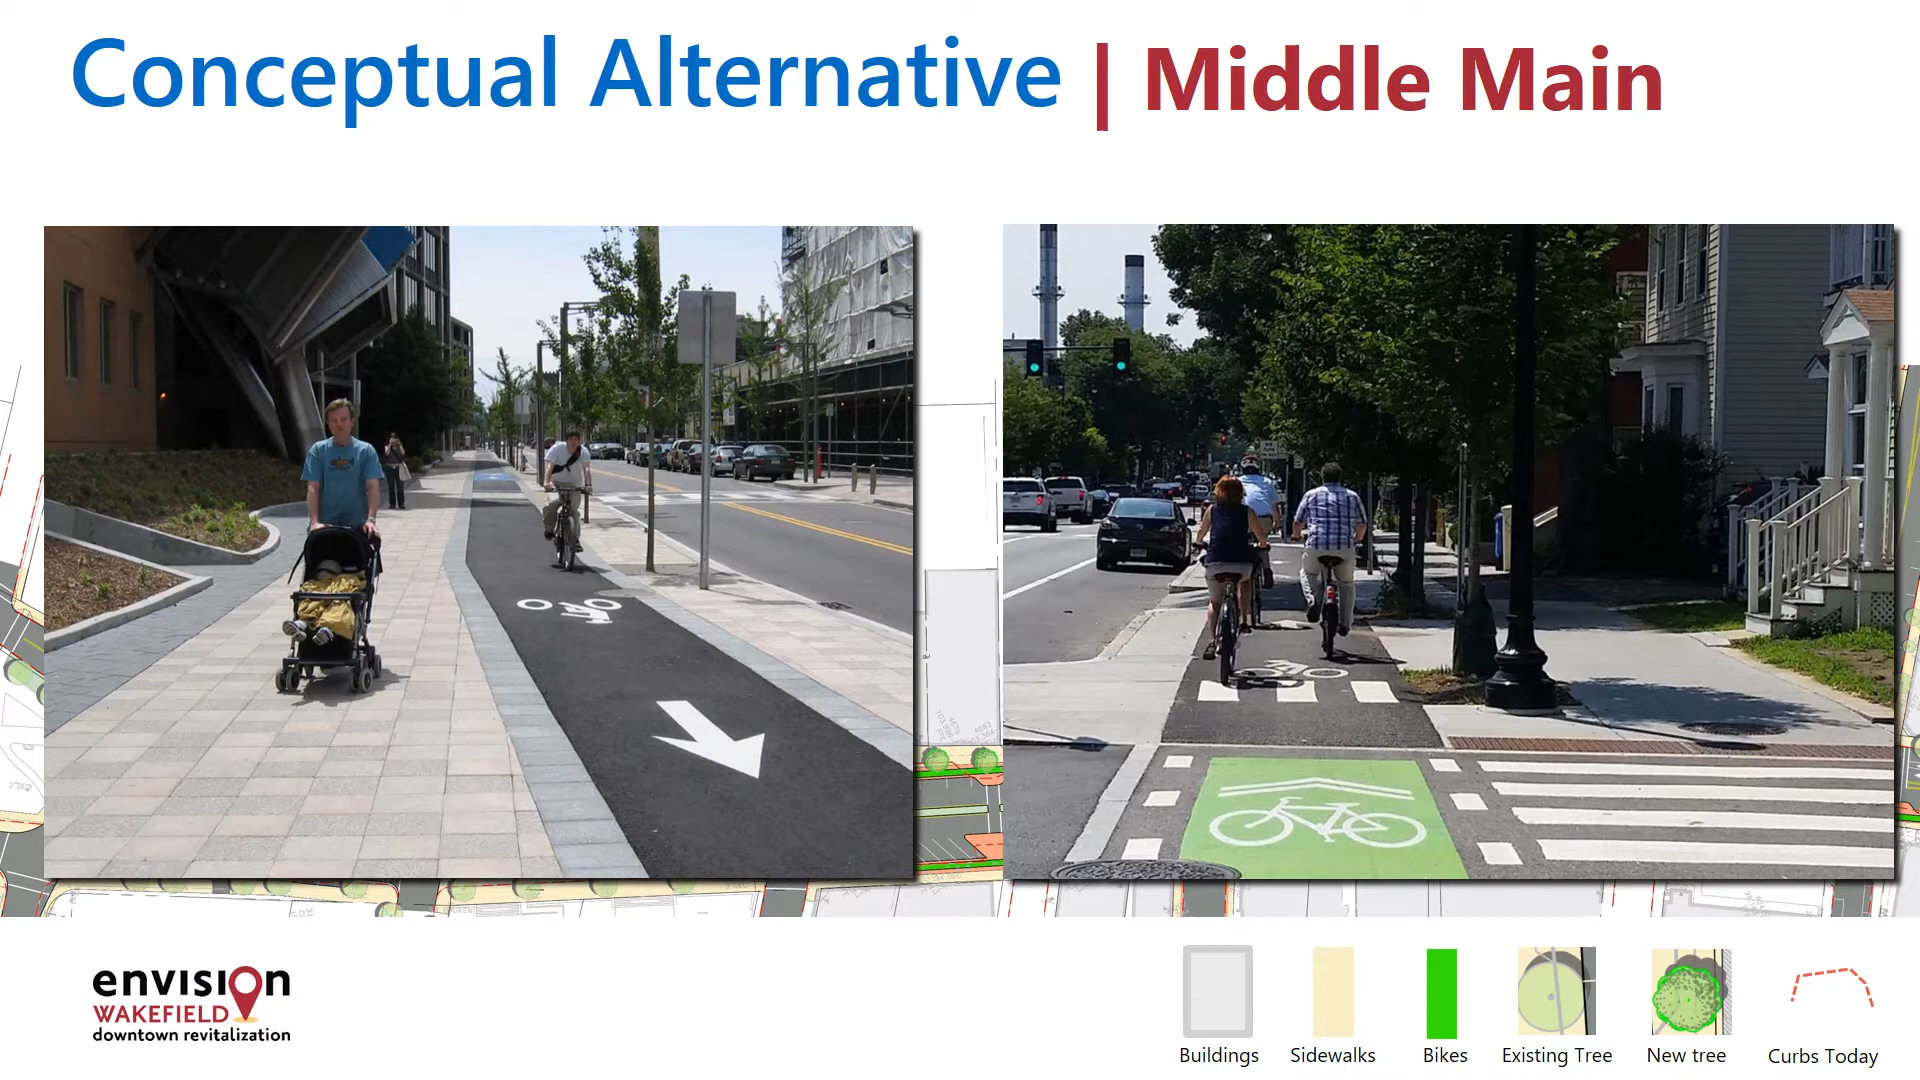 Conceptual Alternative | Middle Main
envision
WAKEFIELD
downtown revitalization
Buildings
Sidewalks
Bikes
Existing Tree
New tree
Curbs Today